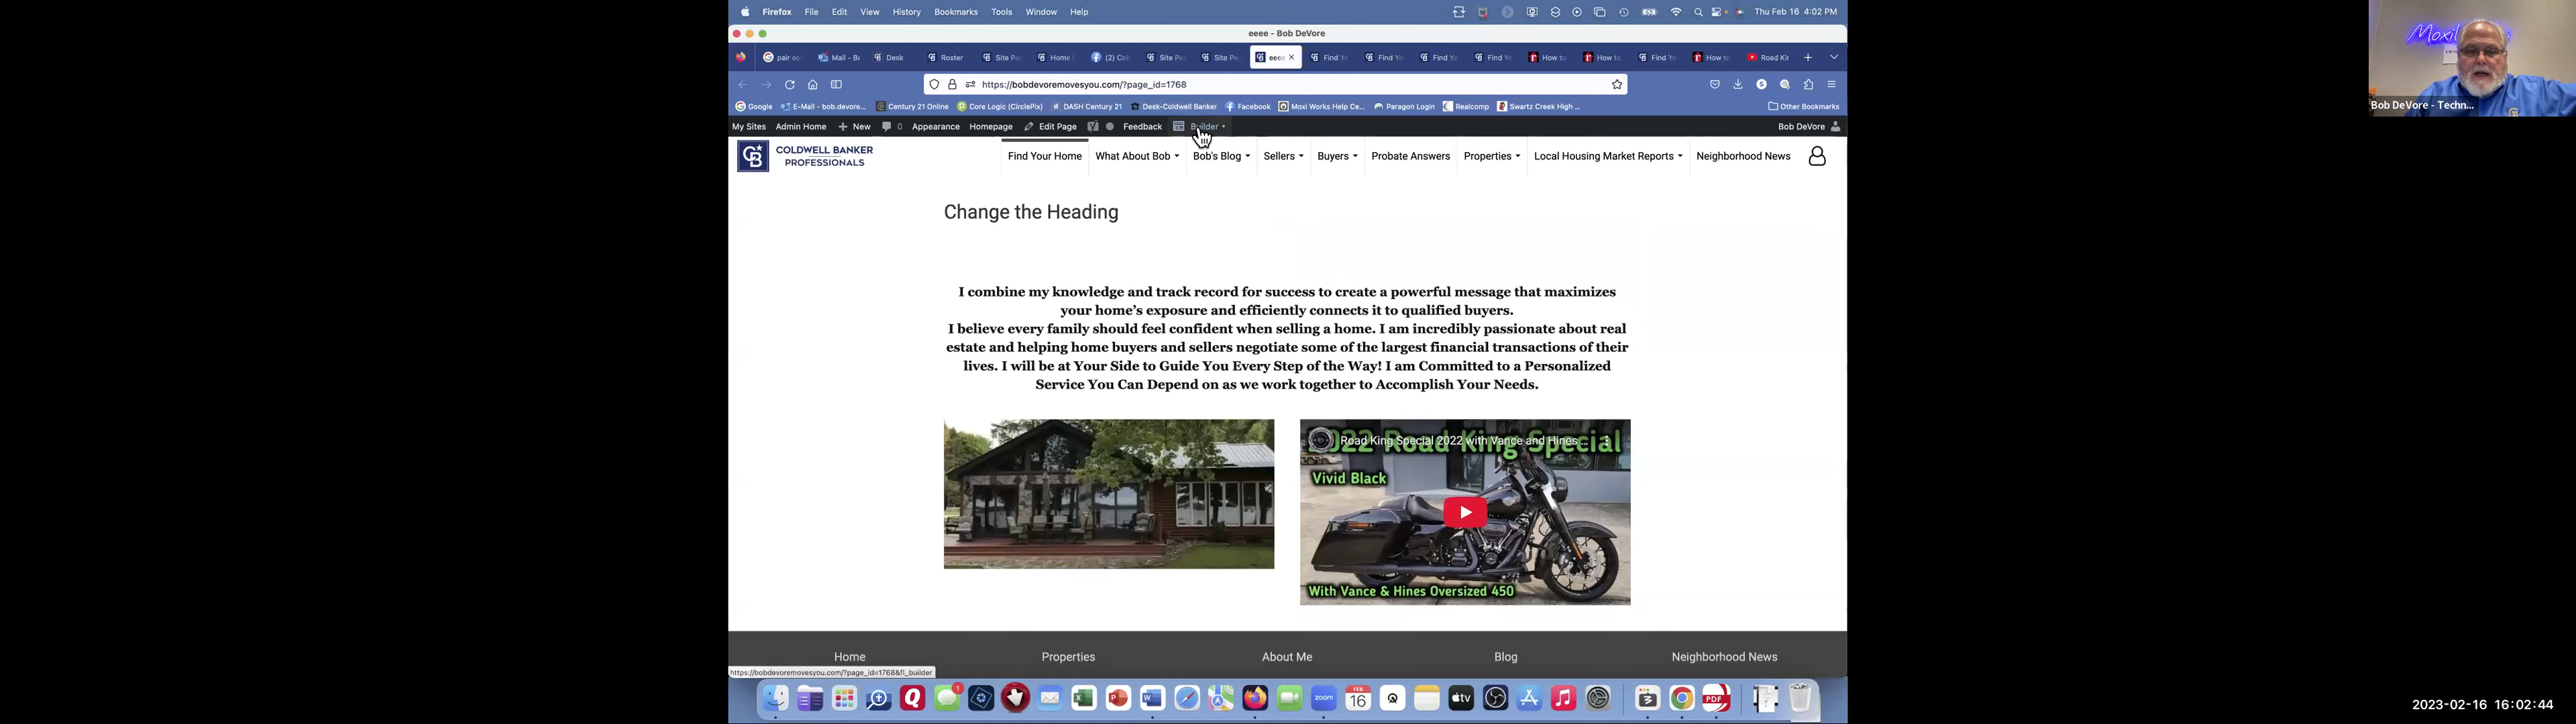 Firefox File Edit View History Bookmarks Tools Window Help Thu Feb 16 4:02 PM
eeee - Bob DeVore
Desk Roster Home eeee Find Yo How to Road Kin
https://bobdevoremovesyou.com/?page_id=1768
Google E-Mail - bob.devore... Century 21 Online Core Logic (CirclePix) DASH Century 21 Desk-Coldwell Banker Facebook Moxi Works Help Ce... Paragon Login Realcomp Swartz Creek High ... Other Bookmarks
My Sites Admin Home New 0 Appearance Homepage Edit Page Feedback Builder Bob DeVore
COLDWELL BANKER
PROFESSIONALS
Find Your Home What About Bob Bob's Blog Sellers Buyers Probate Answers Properties Local Housing Market Reports Neighborhood News
Change the Heading
I combine my knowledge and track record for success to create a powerful message that maximizes
your home's exposure and efficiently connects it to qualified buyers.
I believe every family should feel confident when selling a home. I am incredibly passionate about real
estate and helping home buyers and sellers negotiate some of the largest financial transactions of their
lives. I will be at Your Side to Guide You Every Step of the Way! I am Committed to a Personalized
Service You Can Depend on as we work together to Accomplish Your Needs.
Road King Special 2022 with Vance and Hines ...
2022 Road King Special
Vivid Black
With Vance & Hines Oversized 450
Home Properties About Me Blog Neighborhood News
https://bobdevoremovesyou.com/?page_id=1768&fl_builder
Bob DeVore - Techn...
2023-02-16 16:02:44